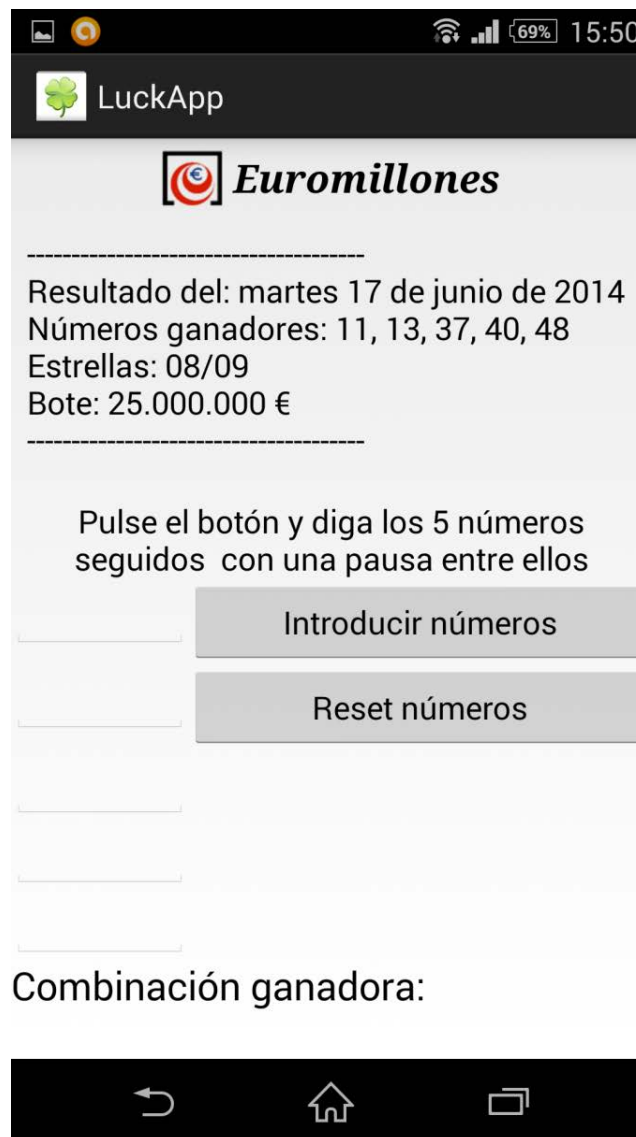 69% 15:50
LuckApp
Euromillones
--------------------------------------
Resultado del: martes 17 de junio de 2014
Números ganadores: 11, 13, 37, 40, 48
Estrellas: 08/09
Bote: 25.000.000 €
--------------------------------------
Pulse el botón y diga los 5 números
seguidos  con una pausa entre ellos
Introducir números
Reset números
Combinación ganadora: